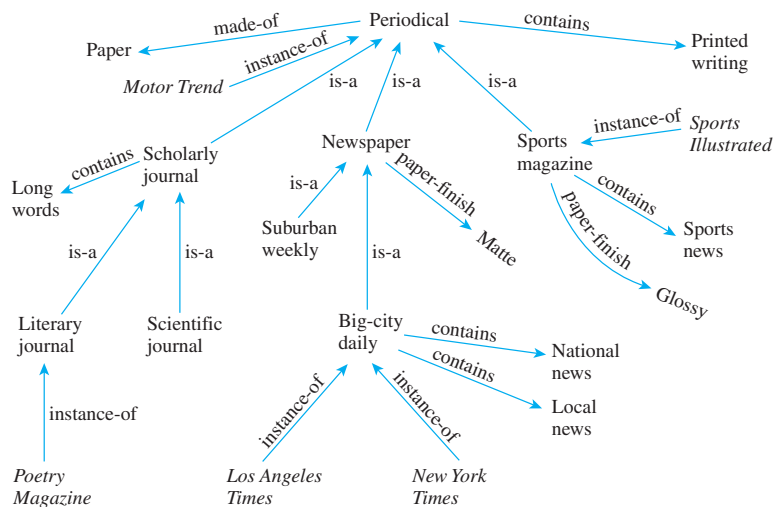 Periodical
made-of
contains
Paper
Printed
writing
instance-of
Motor Trend
is-a
is-a
is-a
instance-of
Sports
Illustrated
Newspaper
Sports
magazine
Scholarly
journal
contains
Long
words
paper-finish
contains
is-a
paper-finish
Suburban
weekly
Matte
Sports
news
is-a
is-a
is-a
Glossy
Literary
journal
Scientific
journal
Big-city
daily
contains
National
news
contains
Local
news
instance-of
instance-of
instance-of
Poetry
Magazine
Los Angeles
Times
New York
Times